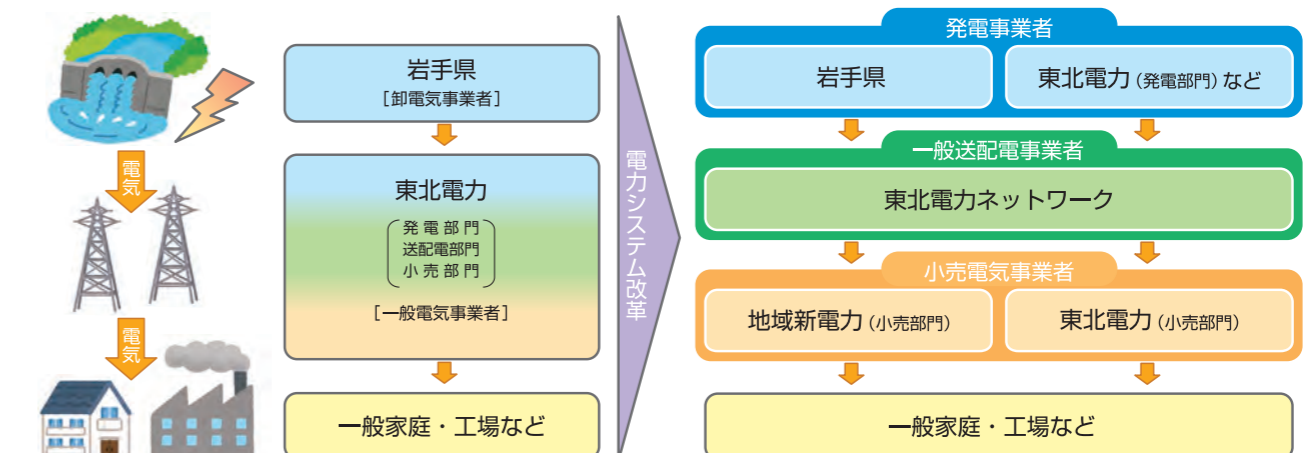 電気
電気
岩手県
［卸電気事業者］
東北電力
発電部門
送配電部門
小売部門
［一般電気事業者］
一般家庭・工場など
電力システム改革
発電事業者
岩手県
東北電力（発電部門）など
一般送配電事業者
東北電力ネットワーク
小売電気事業者
地域新電力（小売部門）
東北電力（小売部門）
一般家庭・工場など